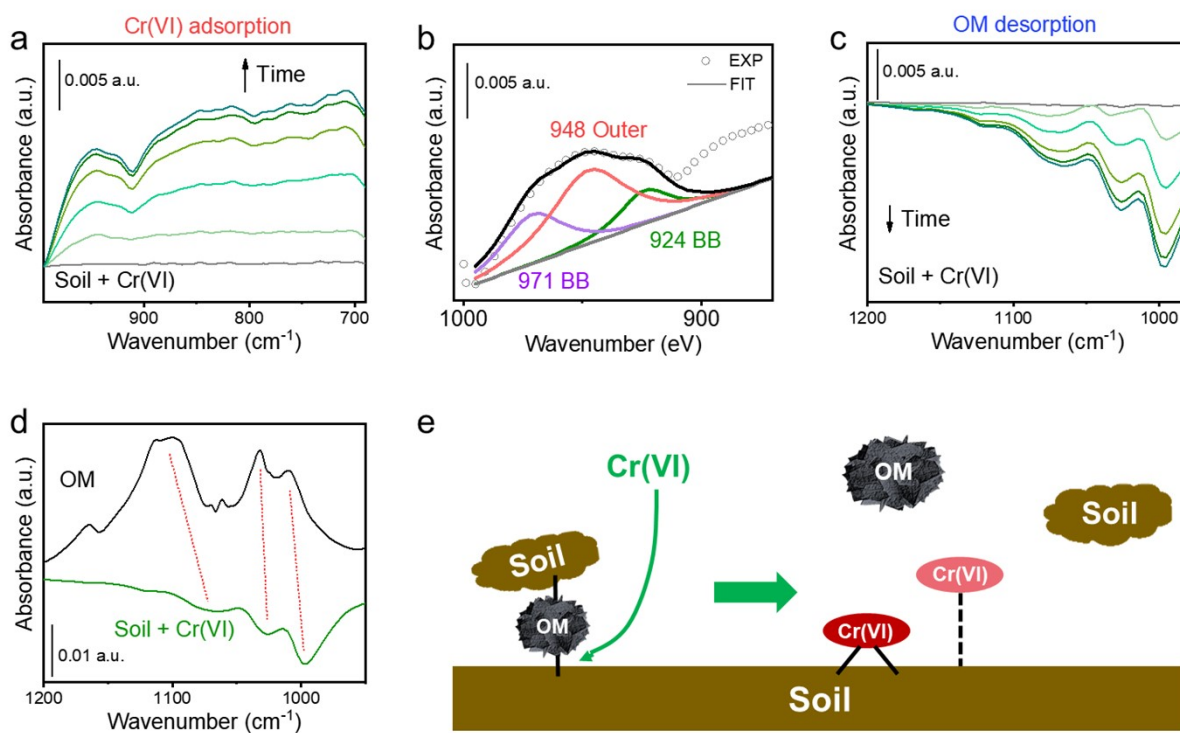 a
Cr(VI) adsorption
0.005 a.u.
Time
Soil + Cr(VI)
Absorbance (a.u.)
900
800
700
Wavenumber (cm⁻¹)
b
0.005 a.u.
EXP
FIT
948 Outer
924 BB
971 BB
Absorbance (a.u.)
1000
900
Wavenumber (eV)
c
OM desorption
0.005 a.u.
Time
Soil + Cr(VI)
Absorbance (a.u.)
1200
1100
1000
Wavenumber (cm⁻¹)
d
OM
Soil + Cr(VI)
0.01 a.u.
Absorbance (a.u.)
1200
1100
1000
Wavenumber (cm⁻¹)
e
Cr(VI)
Soil
OM
OM
Soil
Cr(VI)
Cr(VI)
Soil